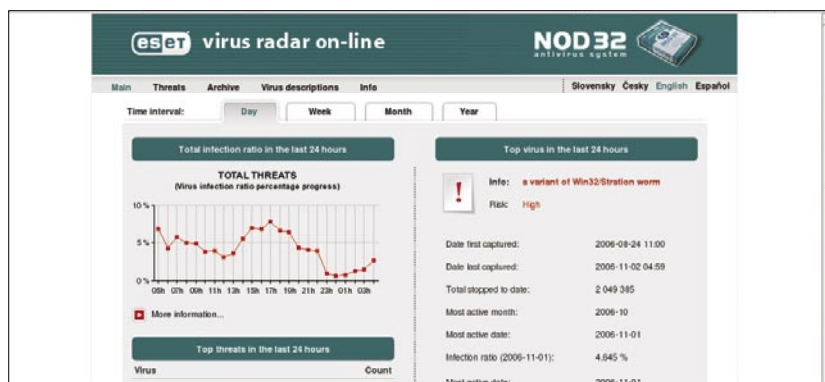 eset virus radar on-line
NOD32
antivirus system
Main Threats Archive Virus descriptions Info
Slovensky Česky English Español
Time interval: Day Week Month Year
Total infection ratio in the last 24 hours
TOTAL THREATS
(Virus infection ratio percentage progress)
10 %
5 %
0 %
05h 07h 09h 11h 13h 15h 17h 19h 21h 23h 01h 03h
More information...
Top threats in the last 24 hours
Virus Count
Top virus in the last 24 hours
Info: a variant of Win32/Stration worm
Risk: High
Date first captured: 2006-08-24 11:00
Date last captured: 2006-11-02 04:59
Total stopped to date: 2 049 385
Most active month: 2006-10
Most active date: 2006-11-01
Infection ratio (2006-11-01): 4,645 %
Most active date: 2006-11-01